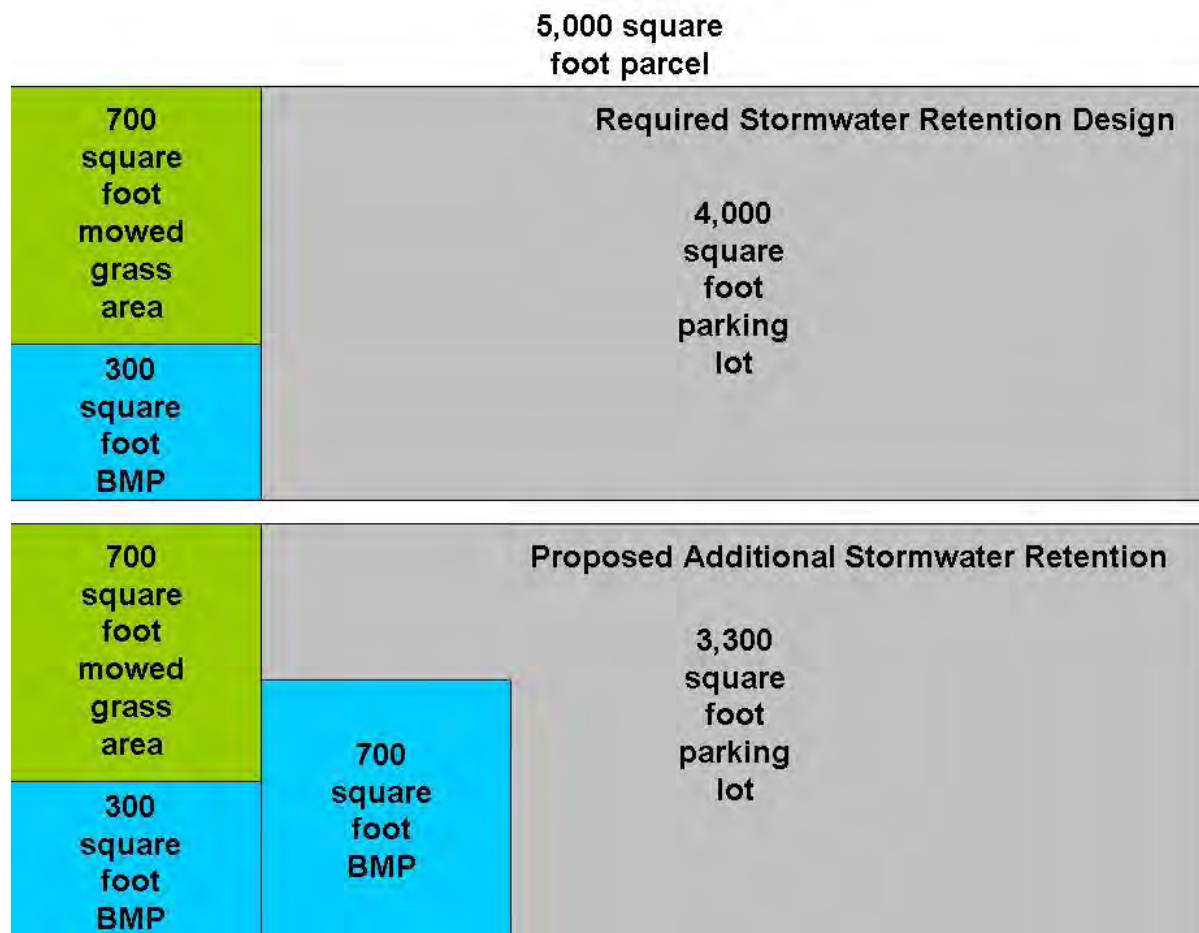 5,000 square
foot parcel
700
square
foot
mowed
grass
area
300
square
foot
BMP
Required Stormwater Retention Design
4,000
square
foot
parking
lot
700
square
foot
mowed
grass
area
300
square
foot
BMP
700
square
foot
BMP
Proposed Additional Stormwater Retention
3,300
square
foot
parking
lot